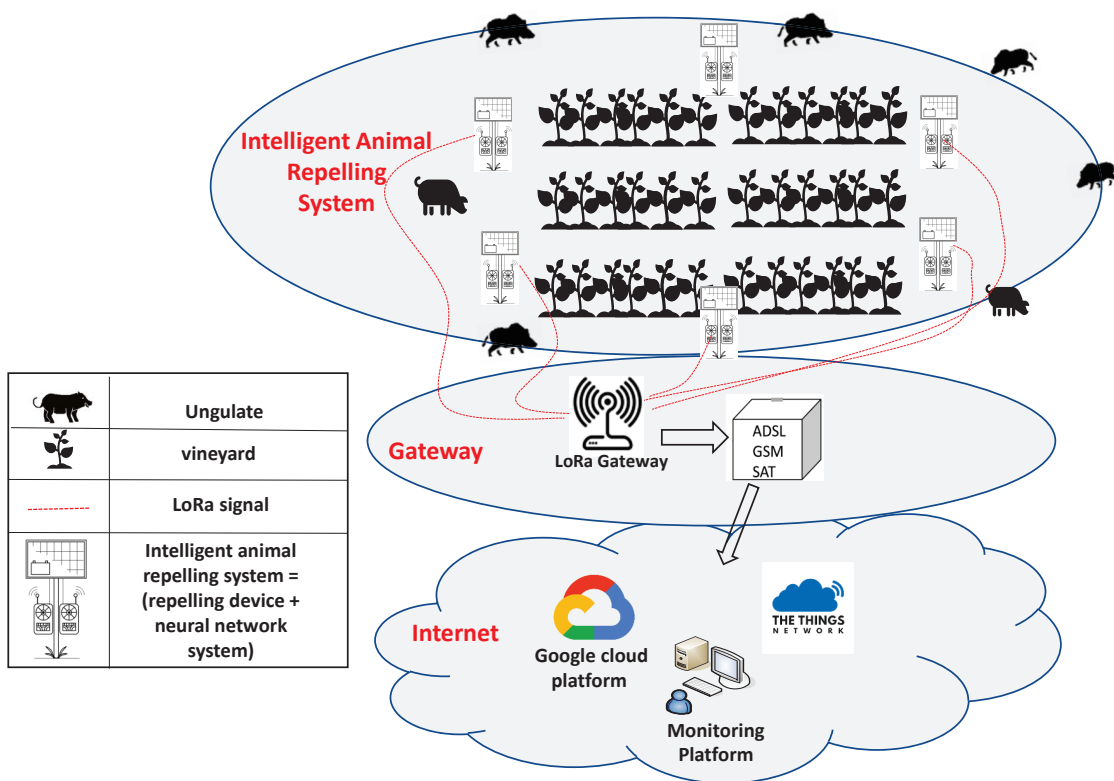 Intelligent Animal
Repelling
System
Gateway
LoRa Gateway
ADSL
GSM
SAT
Internet
Google cloud
platform
THE THINGS
NETWORK
Monitoring
Platform
Ungulate
vineyard
LoRa signal
Intelligent animal
repelling system =
(repelling device +
neural network
system)